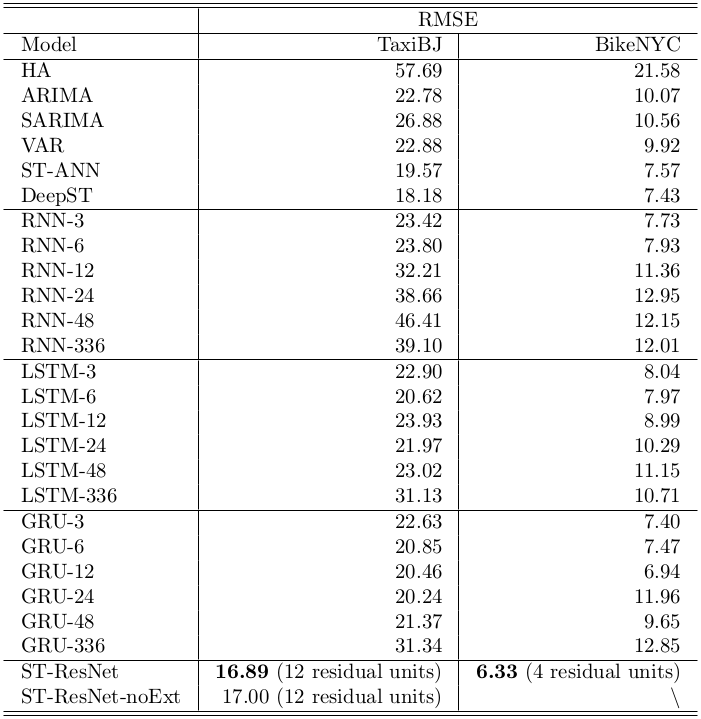 RMSE
Model TaxiBJ BikeNYC
HA 57.69 21.58
ARIMA 22.78 10.07
SARIMA 26.88 10.56
VAR 22.88 9.92
ST-ANN 19.57 7.57
DeepST 18.18 7.43
RNN-3 23.42 7.73
RNN-6 23.80 7.93
RNN-12 32.21 11.36
RNN-24 38.66 12.95
RNN-48 46.41 12.15
RNN-336 39.10 12.01
LSTM-3 22.90 8.04
LSTM-6 20.62 7.97
LSTM-12 23.93 8.99
LSTM-24 21.97 10.29
LSTM-48 23.02 11.15
LSTM-336 31.13 10.71
GRU-3 22.63 7.40
GRU-6 20.85 7.47
GRU-12 20.46 6.94
GRU-24 20.24 11.96
GRU-48 21.37 9.65
GRU-336 31.34 12.85
ST-ResNet 16.89 (12 residual units) 6.33 (4 residual units)
ST-ResNet-noExt 17.00 (12 residual units) \